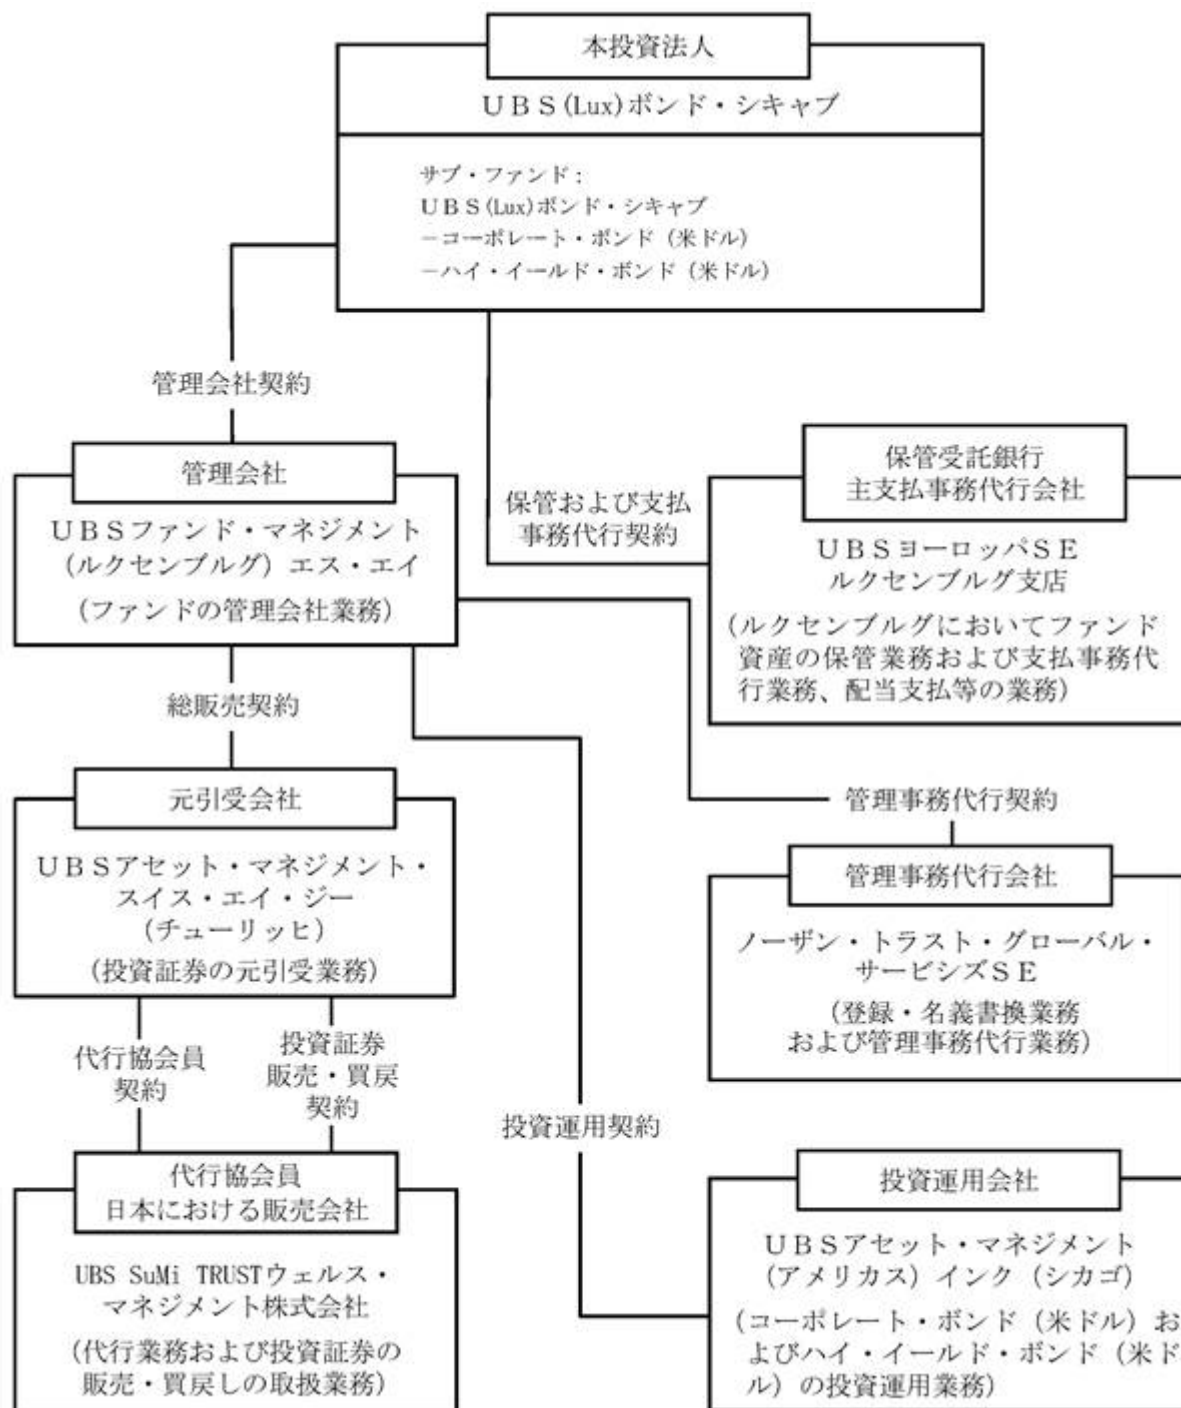 本投資法人
ＵＢＳ(Lux)ボンド・シキャブ
サブ・ファンド：
ＵＢＳ(Lux)ボンド・シキャブ
－コーポレート・ボンド（米ドル）
－ハイ・イールド・ボンド（米ドル）
管理会社契約
管理会社
ＵＢＳファンド・マネジメント
（ルクセンブルグ）エス・エイ
（ファンドの管理会社業務）
保管および支払
事務代行契約
保管受託銀行
主支払事務代行会社
ＵＢＳヨーロッパＳＥ
ルクセンブルグ支店
（ルクセンブルグにおいてファンド
資産の保管業務および支払事務代
行業務、配当支払等の業務）
総販売契約
元引受会社
ＵＢＳアセット・マネジメント・
スイス・エイ・ジー
（チューリッヒ）
（投資証券の元引受業務）
管理事務代行契約
管理事務代行会社
ノーザン・トラスト・グローバル・
サービシズＳＥ
（登録・名義書換業務
および管理事務代行業務）
代行協会員
契約
投資証券
販売・買戻
契約
投資運用契約
代行協会員
日本における販売会社
UBS SuMi TRUSTウェルス・
マネジメント株式会社
（代行業務および投資証券の
販売・買戻しの取扱業務）
投資運用会社
ＵＢＳアセット・マネジメント
（アメリカス）インク（シカゴ）
（コーポレート・ボンド（米ドル）お
よびハイ・イールド・ボンド（米ド
ル）の投資運用業務）